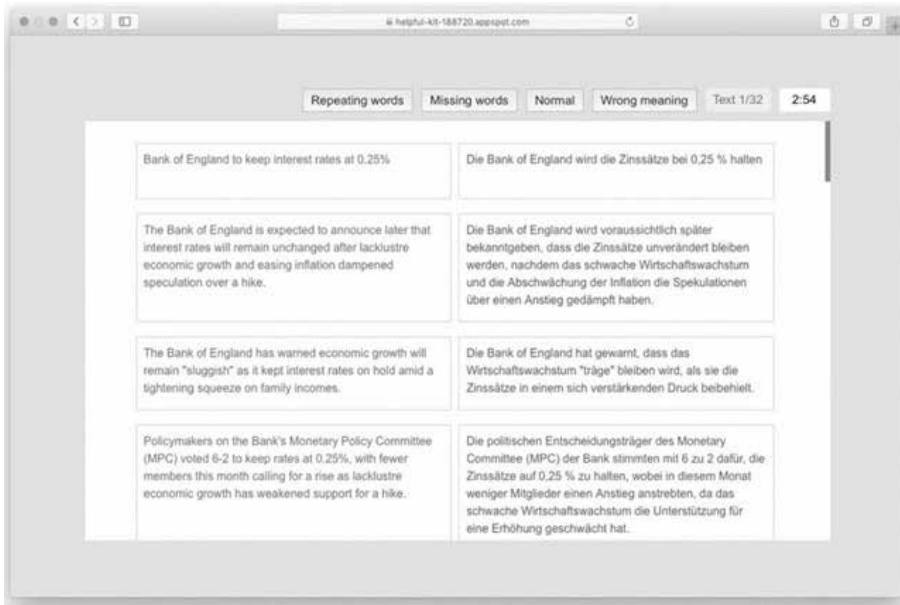 helpful-kit-188720.appspot.com
Repeating words
Missing words
Normal
Wrong meaning
Text 1/32
2:54
Bank of England to keep interest rates at 0.25%
Die Bank of England wird die Zinssätze bei 0,25 % halten
The Bank of England is expected to announce later that
interest rates will remain unchanged after lacklustre
economic growth and easing inflation dampened
speculation over a hike.
Die Bank of England wird voraussichtlich später
bekanntgeben, dass die Zinssätze unverändert bleiben
werden, nachdem das schwache Wirtschaftswachstum
und die Abschwächung der Inflation die Spekulationen
über einen Anstieg gedämpft haben.
The Bank of England has warned economic growth will
remain "sluggish" as it kept interest rates on hold amid a
tightening squeeze on family incomes.
Die Bank of England hat gewarnt, dass das
Wirtschaftswachstum "träge" bleiben wird, als sie die
Zinssätze in einem sich verstärkenden Druck beibehielt.
Policymakers on the Bank's Monetary Policy Committee
(MPC) voted 6-2 to keep rates at 0.25%, with fewer
members this month calling for a rise as lacklustre
economic growth has weakened support for a hike.
Die politischen Entscheidungsträger des Monetary
Committee (MPC) der Bank stimmten mit 6 zu 2 dafür, die
Zinssätze auf 0,25 % zu halten, wobei in diesem Monat
weniger Mitglieder einen Anstieg anstrebten, da das
schwache Wirtschaftswachstum die Unterstützung für
eine Erhöhung geschwächt hat.